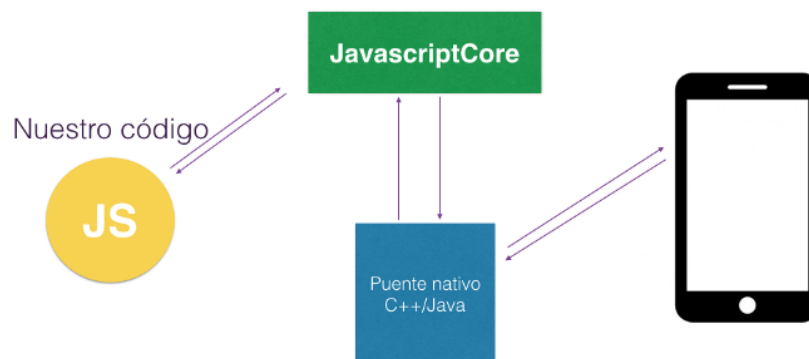 JavascriptCore
Nuestro código
JS
Puente nativo
C++/Java